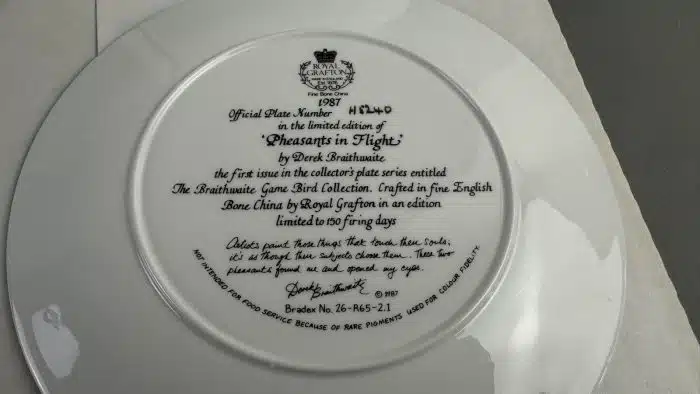 ROYAL
GRAFTON
MADE IN ENGLAND
Est 1876
Fine Bone China
1987
Official Plate Number H8240
in the limited edition of
'Pheasants in Flight'
by Derek Braithwaite
the first issue in the collector's plate series entitled
The Braithwaite Game Bird Collection. Crafted in fine English
Bone China by Royal Grafton in an edition
limited to 150 firing days
Artists paint those things that touch their souls;
it's as though their subjects choose them. These two
pheasants found me and opened my eyes.
Derek Braithwaite © 1987
Bradex No. 26-R65-2.1
NOT INTENDED FOR FOOD SERVICE BECAUSE OF RARE PIGMENTS USED FOR COLOUR FIDELITY.